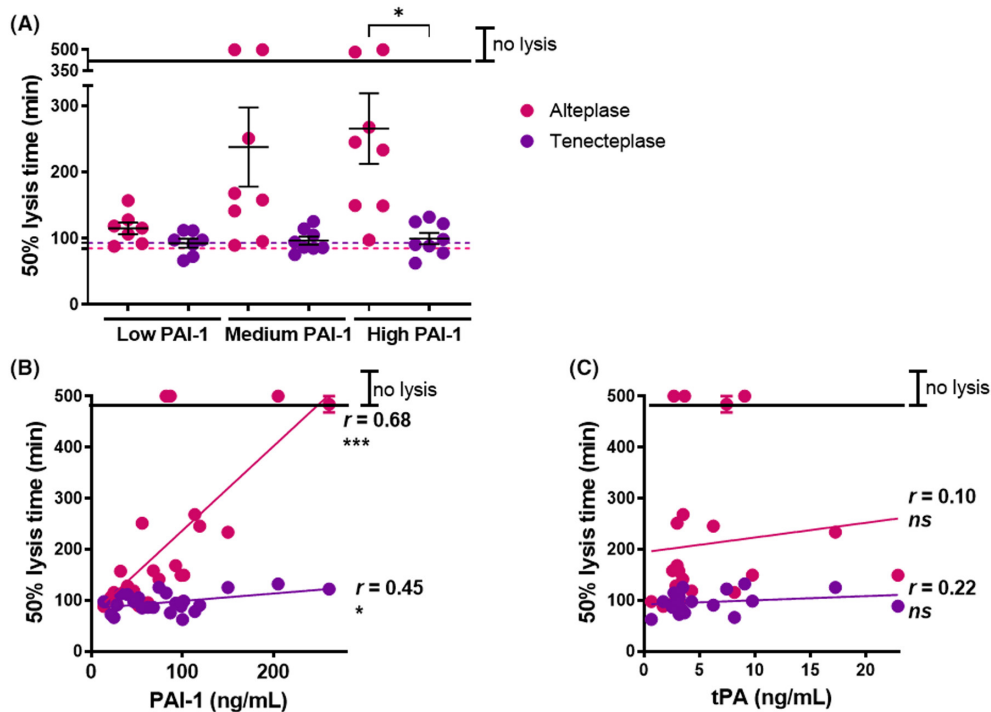 (A)
*
no lysis
500
350
300
200
100
0
50% lysis time (min)
Alteplase
Tenecteplase
Low PAI-1
Medium PAI-1
High PAI-1
(B)
no lysis
500
400
300
200
100
0
50% lysis time (min)
r = 0.68
***
r = 0.45
*
0
100
200
PAI-1 (ng/mL)
(C)
no lysis
500
400
300
200
100
0
50% lysis time (min)
r = 0.10
ns
r = 0.22
ns
0
5
10
15
20
tPA (ng/mL)